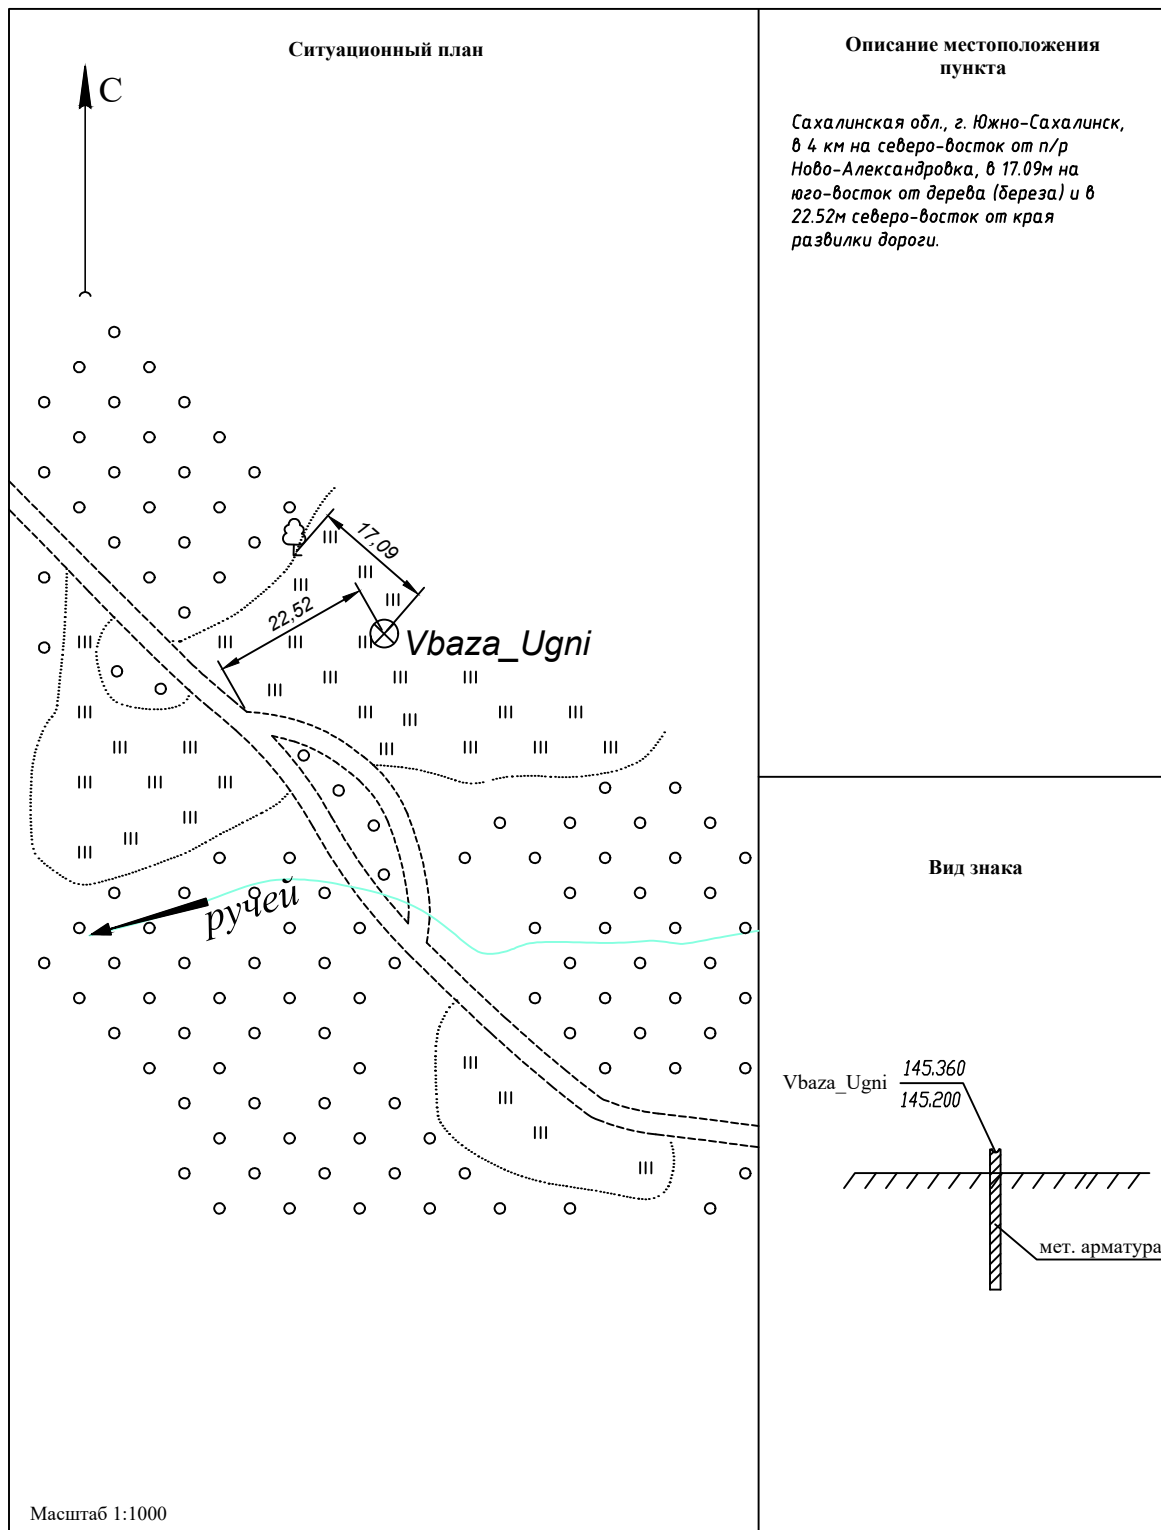 Ситуационный план
С
17,09
22,52
Vbaza_Ugni
ручей
Масштаб 1:1000
Описание местоположения
пункта
Сахалинская обл., г. Южно-Сахалинск,
в 4 км на северо-восток от п/р
Ново-Александровка, в 17.09м на
юго-восток от дерева (береза) и в
22.52м северо-восток от края
развилки дороги.
Вид знака
Vbaza_Ugni
145.360
145.200
мет. арматура